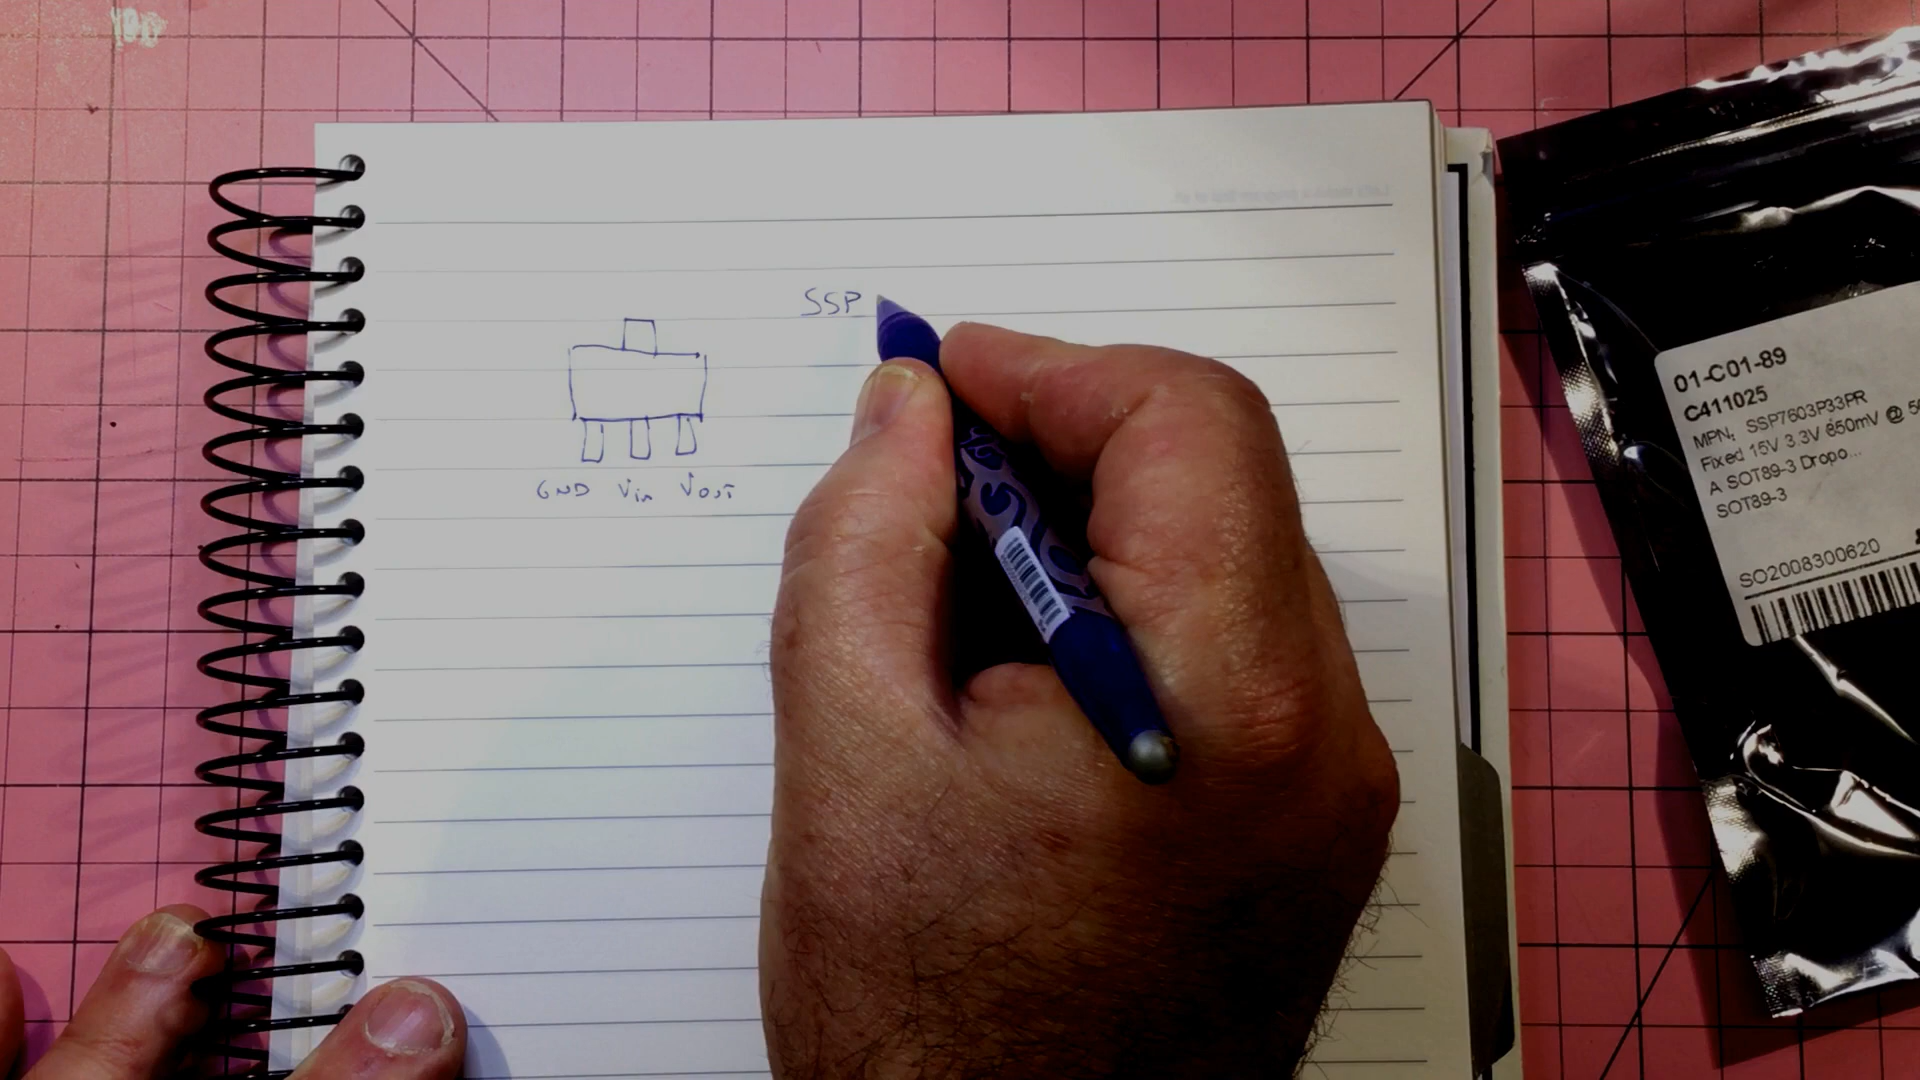 SSP
GND Vin Vout
01-C01-89
C411025
MPN: SSP7603P33PR
Fixed 15V 3.3V 650mV @
A SOT89-3 Dropo...
SOT89-3
SO2008300620